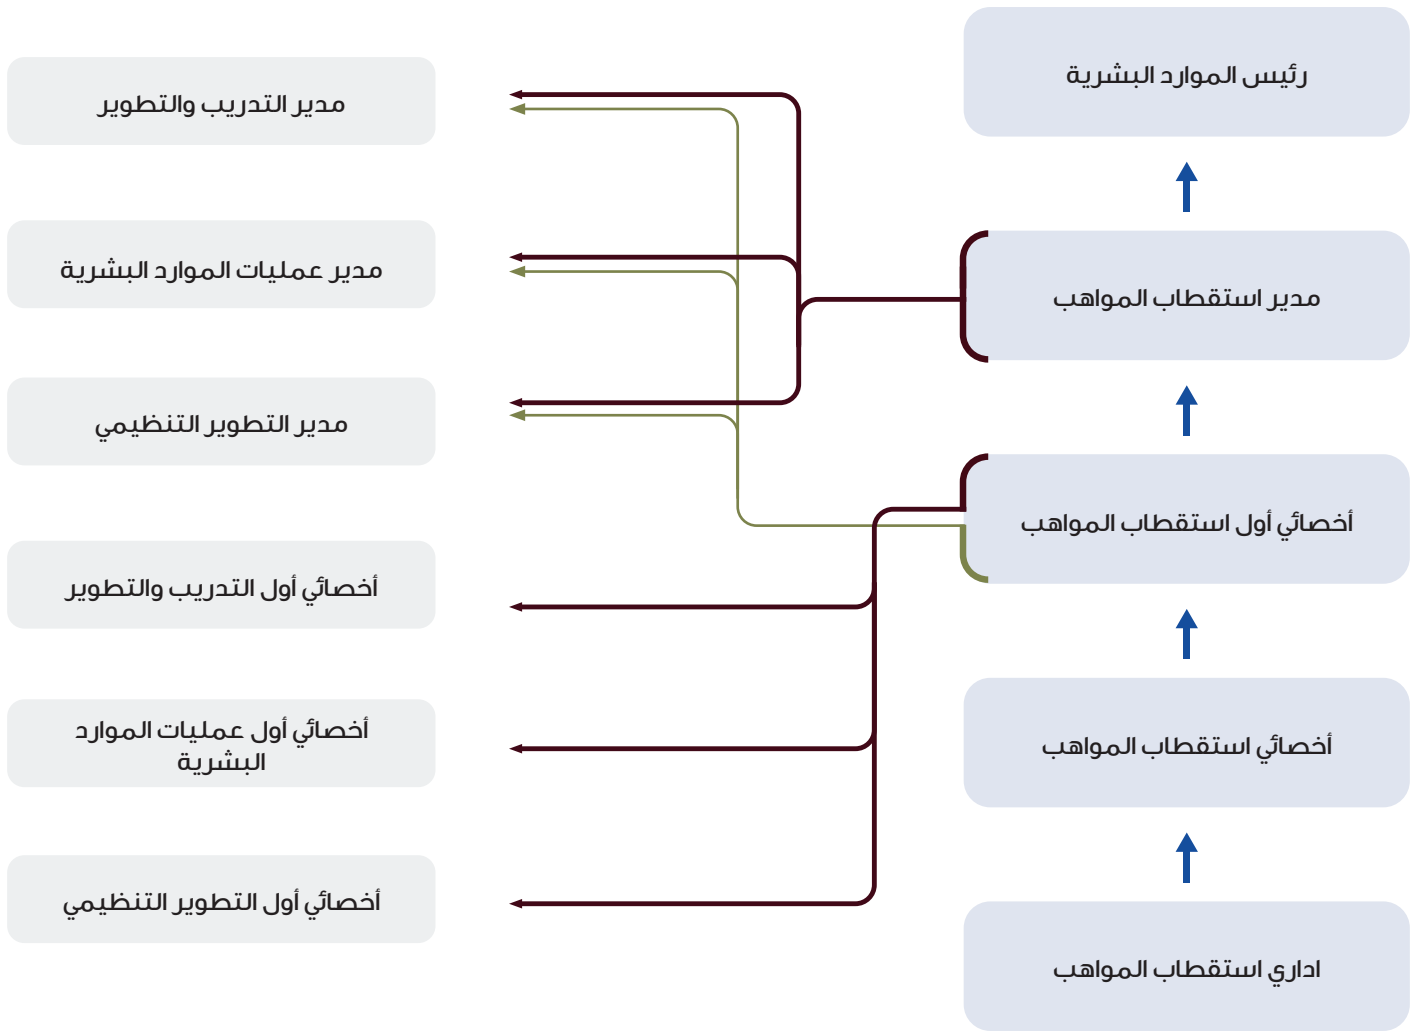 رئيس الموارد البشرية
مدير استقطاب المواهب
أخصائي أول استقطاب المواهب
أخصائي استقطاب المواهب
اداري استقطاب المواهب
مدير التدريب والتطوير
مدير عمليات الموارد البشرية
مدير التطوير التنظيمي
أخصائي أول التدريب والتطوير
أخصائي أول عمليات الموارد
البشرية
أخصائي أول التطوير التنظيمي